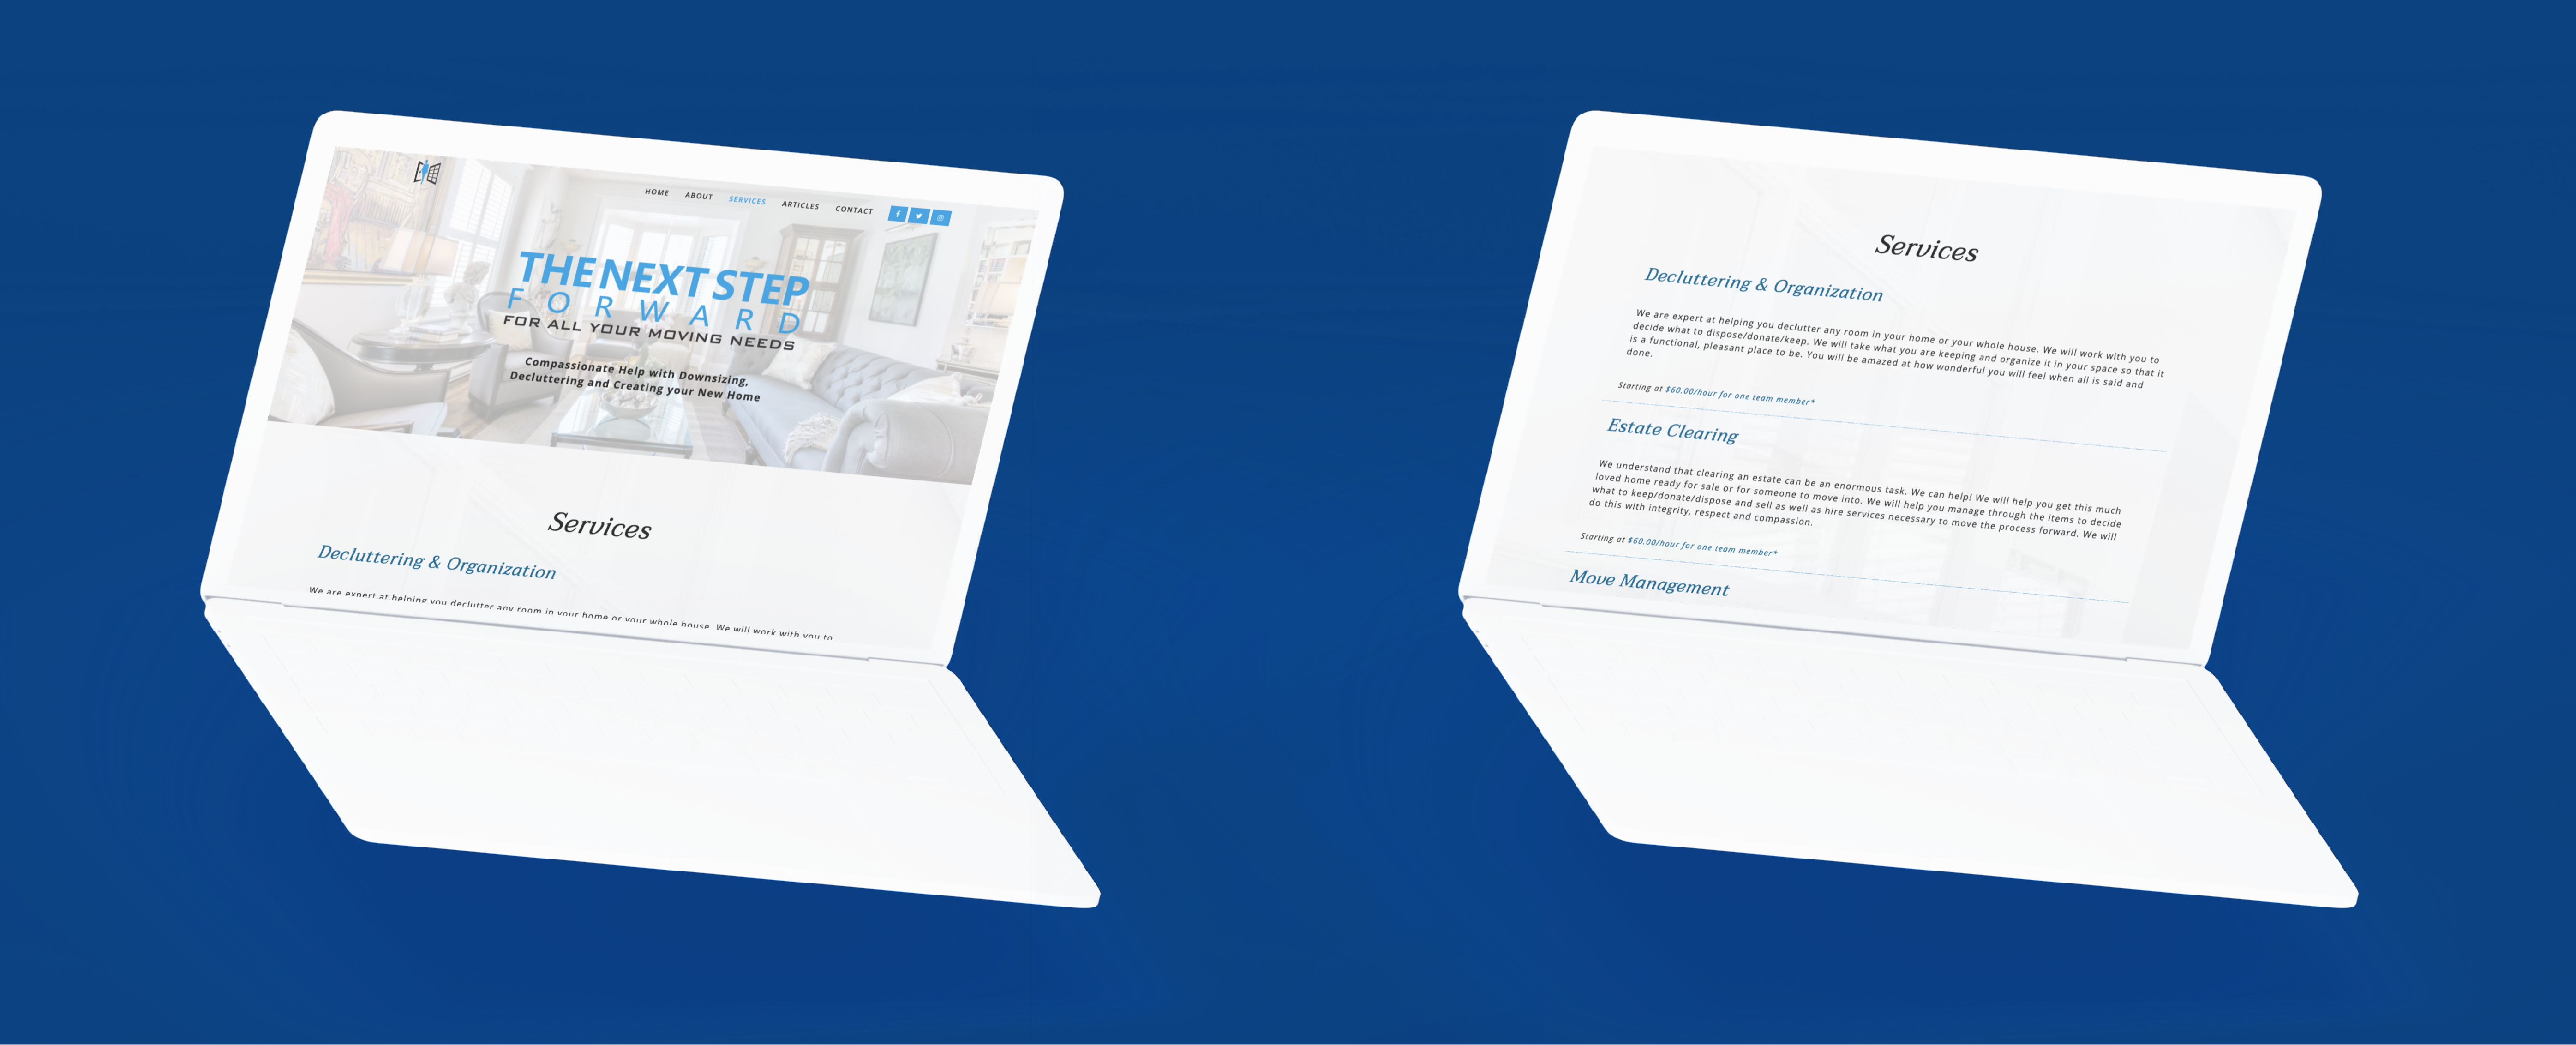 HOME ABOUT SERVICES ARTICLES CONTACT
THE NEXT STEP
FORWARD
FOR ALL YOUR MOVING NEEDS
Compassionate Help with Downsizing,
Decluttering and Creating your New Home
Services
Decluttering & Organization
We are expert at helping you declutter any room in your home or your whole house. We will work with you to
Services
Decluttering & Organization
We are expert at helping you declutter any room in your home or your whole house. We will work with you to
decide what to dispose/donate/keep. We will take what you are keeping and organize it in your space so that it
is a functional, pleasant place to be. You will be amazed at how wonderful you will feel when all is said and
done.
Starting at $60.00/hour for one team member*
Estate Clearing
We understand that clearing an estate can be an enormous task. We can help! We will help you get this much
loved home ready for sale or for someone to move into. We will help you manage through the items to decide
what to keep/donate/dispose and sell as well as hire services necessary to move the process forward. We will
do this with integrity, respect and compassion.
Starting at $60.00/hour for one team member*
Move Management